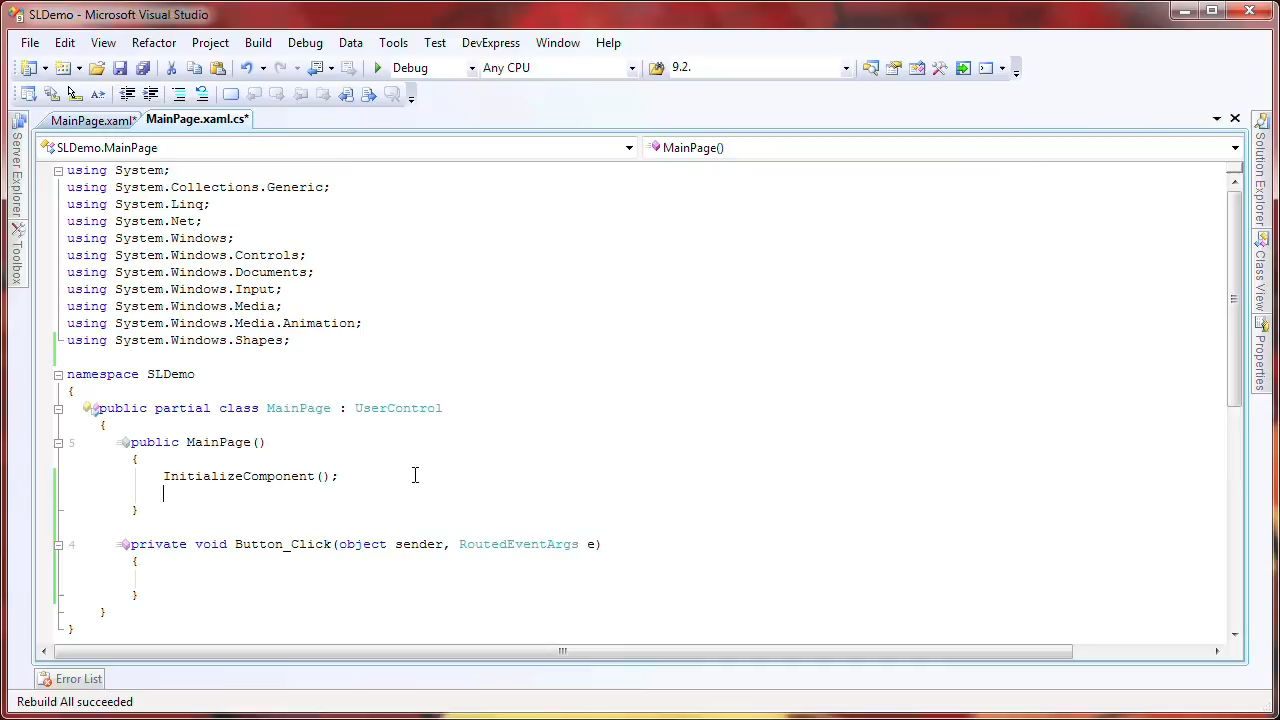 SLDemo - Microsoft Visual Studio
File Edit View Refactor Project Build Debug Data Tools Test DevExpress Window Help
Debug Any CPU 9.2.
MainPage.xaml* MainPage.xaml.cs*
SLDemo.MainPage MainPage()
using System;
using System.Collections.Generic;
using System.Linq;
using System.Net;
using System.Windows;
using System.Windows.Controls;
using System.Windows.Documents;
using System.Windows.Input;
using System.Windows.Media;
using System.Windows.Media.Animation;
using System.Windows.Shapes;
namespace SLDemo
{
public partial class MainPage : UserControl
{
5 public MainPage()
{
InitializeComponent();
}
4 private void Button_Click(object sender, RoutedEventArgs e)
{
}
}
}
Server Explorer
Toolbox
Solution Explorer
Class View
Properties
Error List
Rebuild All succeeded